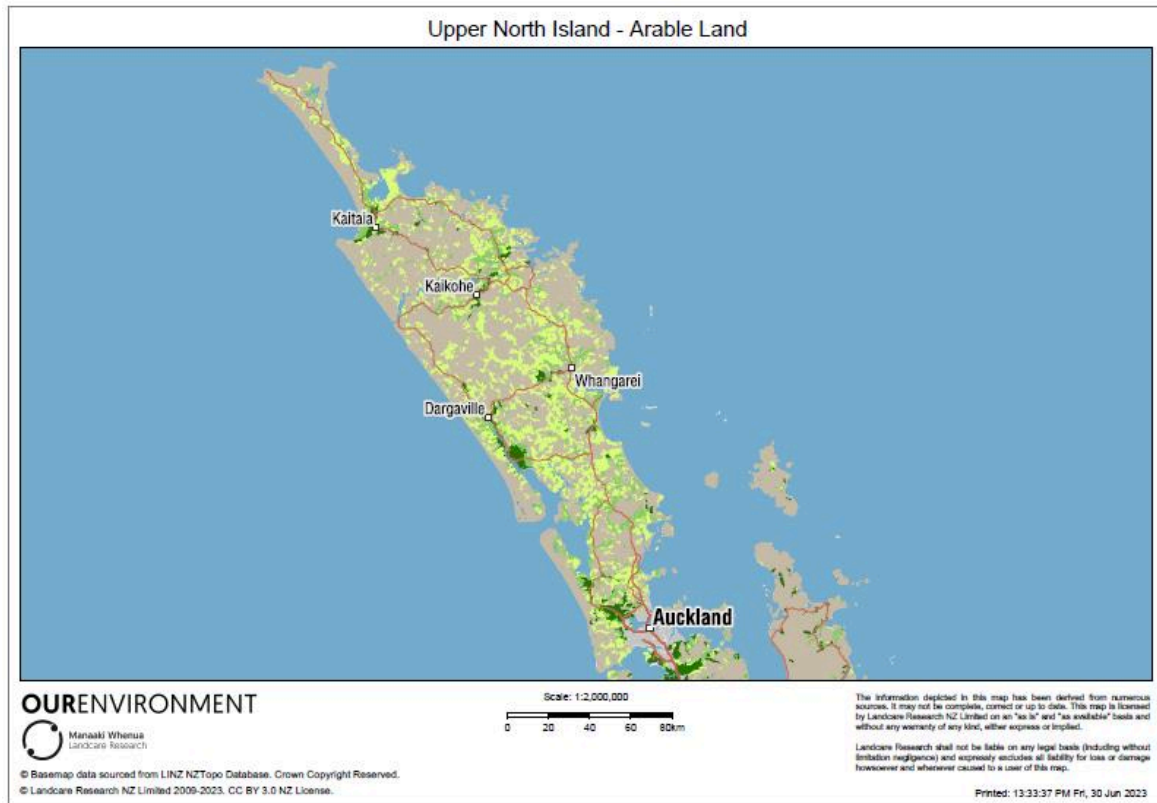 Upper North Island - Arable Land
Kaitaia
Kaikohe
Whangarei
Dargaville
Auckland
OURENVIRONMENT
Manaaki Whenua
Landcare Research
© Basemap data sourced from LINZ NZTopo Database. Crown Copyright Reserved.
© Landcare Research NZ Limited 2009-2023. CC BY 3.0 NZ License.
Scale: 1:2,000,000
0 20 40 60 80km
The information depicted in this map has been derived from numerous
sources. It may not be complete, correct or up to date. This map is licensed
by Landcare Research NZ Limited on an "as is" and "as available" basis and
without any warranty of any kind, either express or implied.
Landcare Research shall not be liable on any legal basis (including without
limitation negligence) and expressly excludes all liability for loss or damage
howsoever and whenever caused to a user of this map.
Printed: 13:33:37 PM Fri, 30 Jun 2023